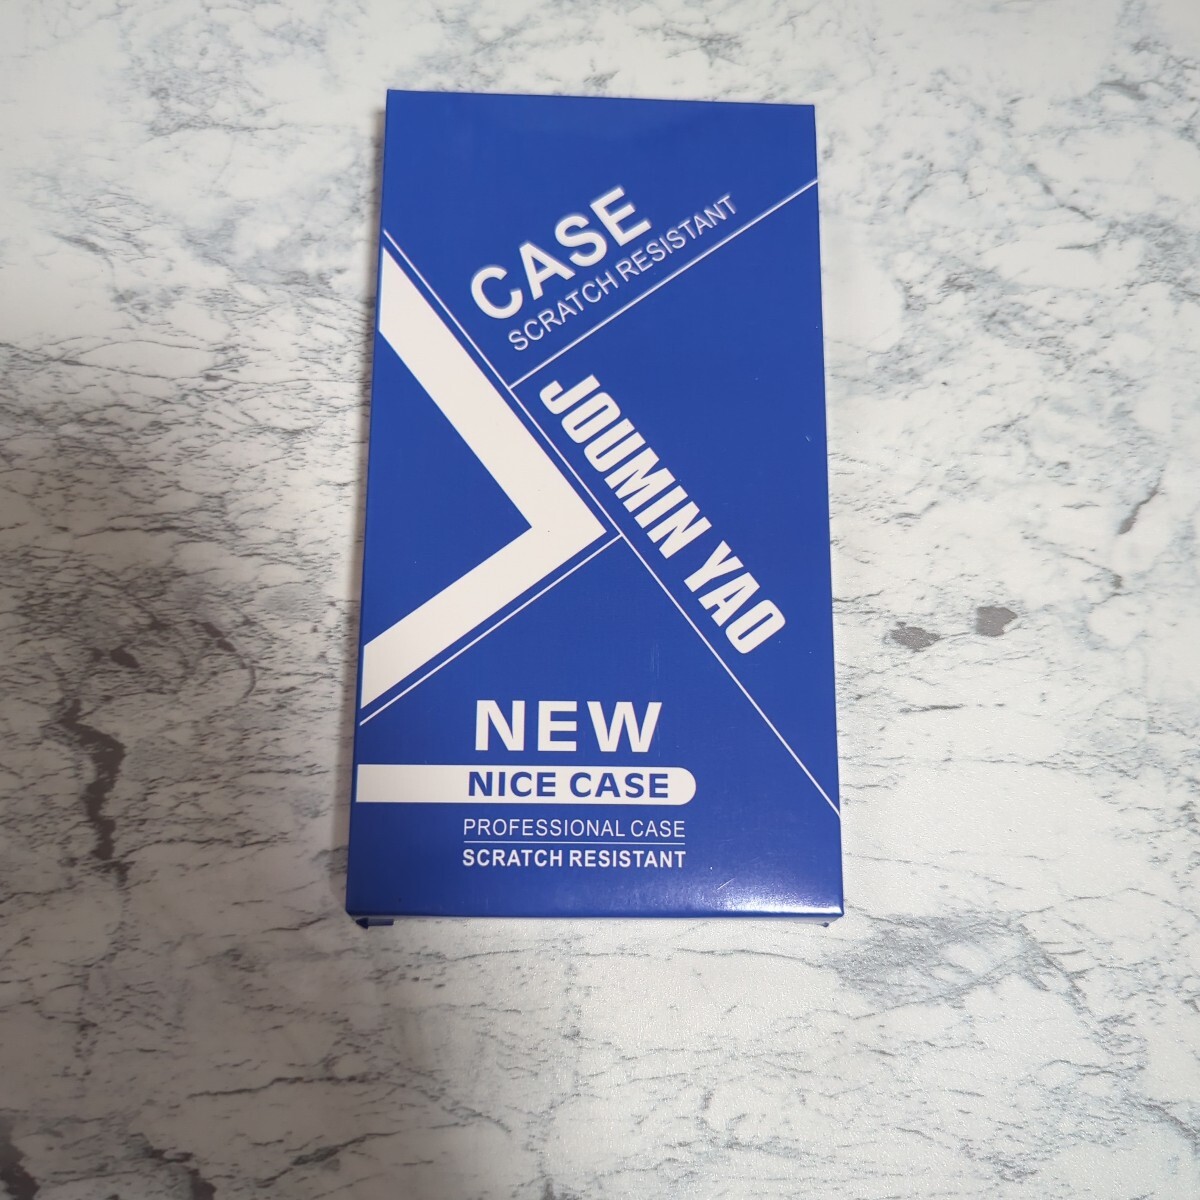 CASE
SCRATCH RESISTANT
JOUMIN YAO
NEW
NICE CASE
PROFESSIONAL CASE
SCRATCH RESISTANT